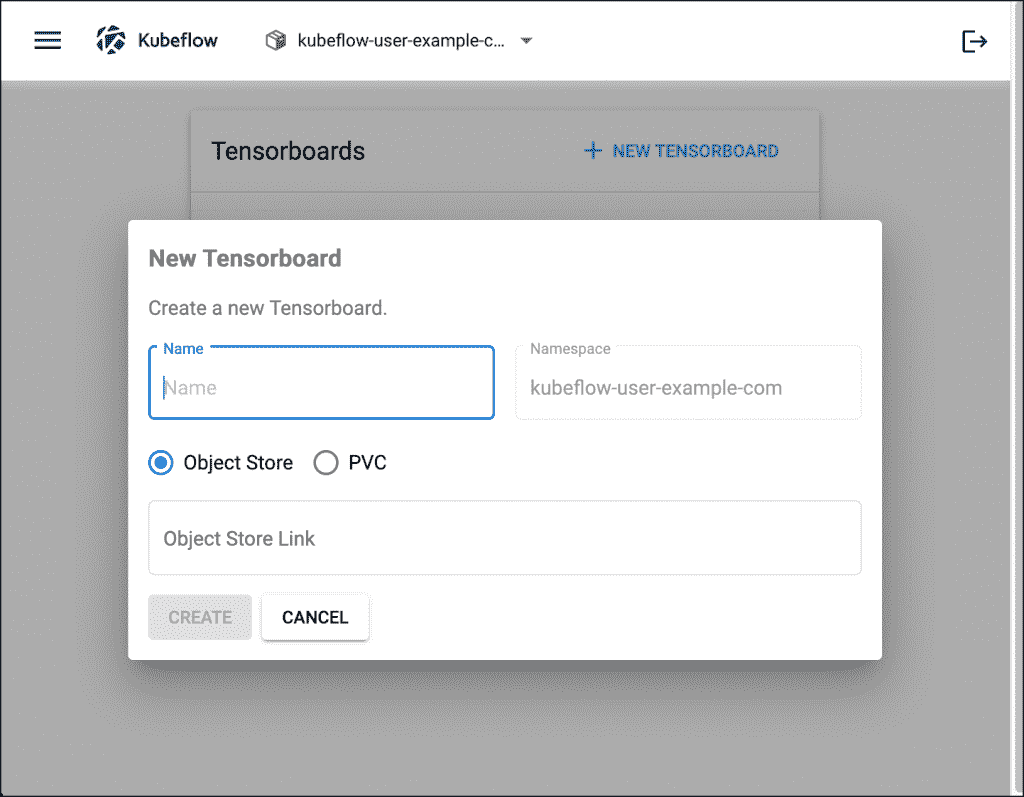 Kubeflow kubeflow-user-example-c...
Tensorboards + NEW TENSORBOARD
New Tensorboard
Create a new Tensorboard.
Name Namespace
Name kubeflow-user-example-com
Object Store PVC
Object Store Link
CREATE CANCEL